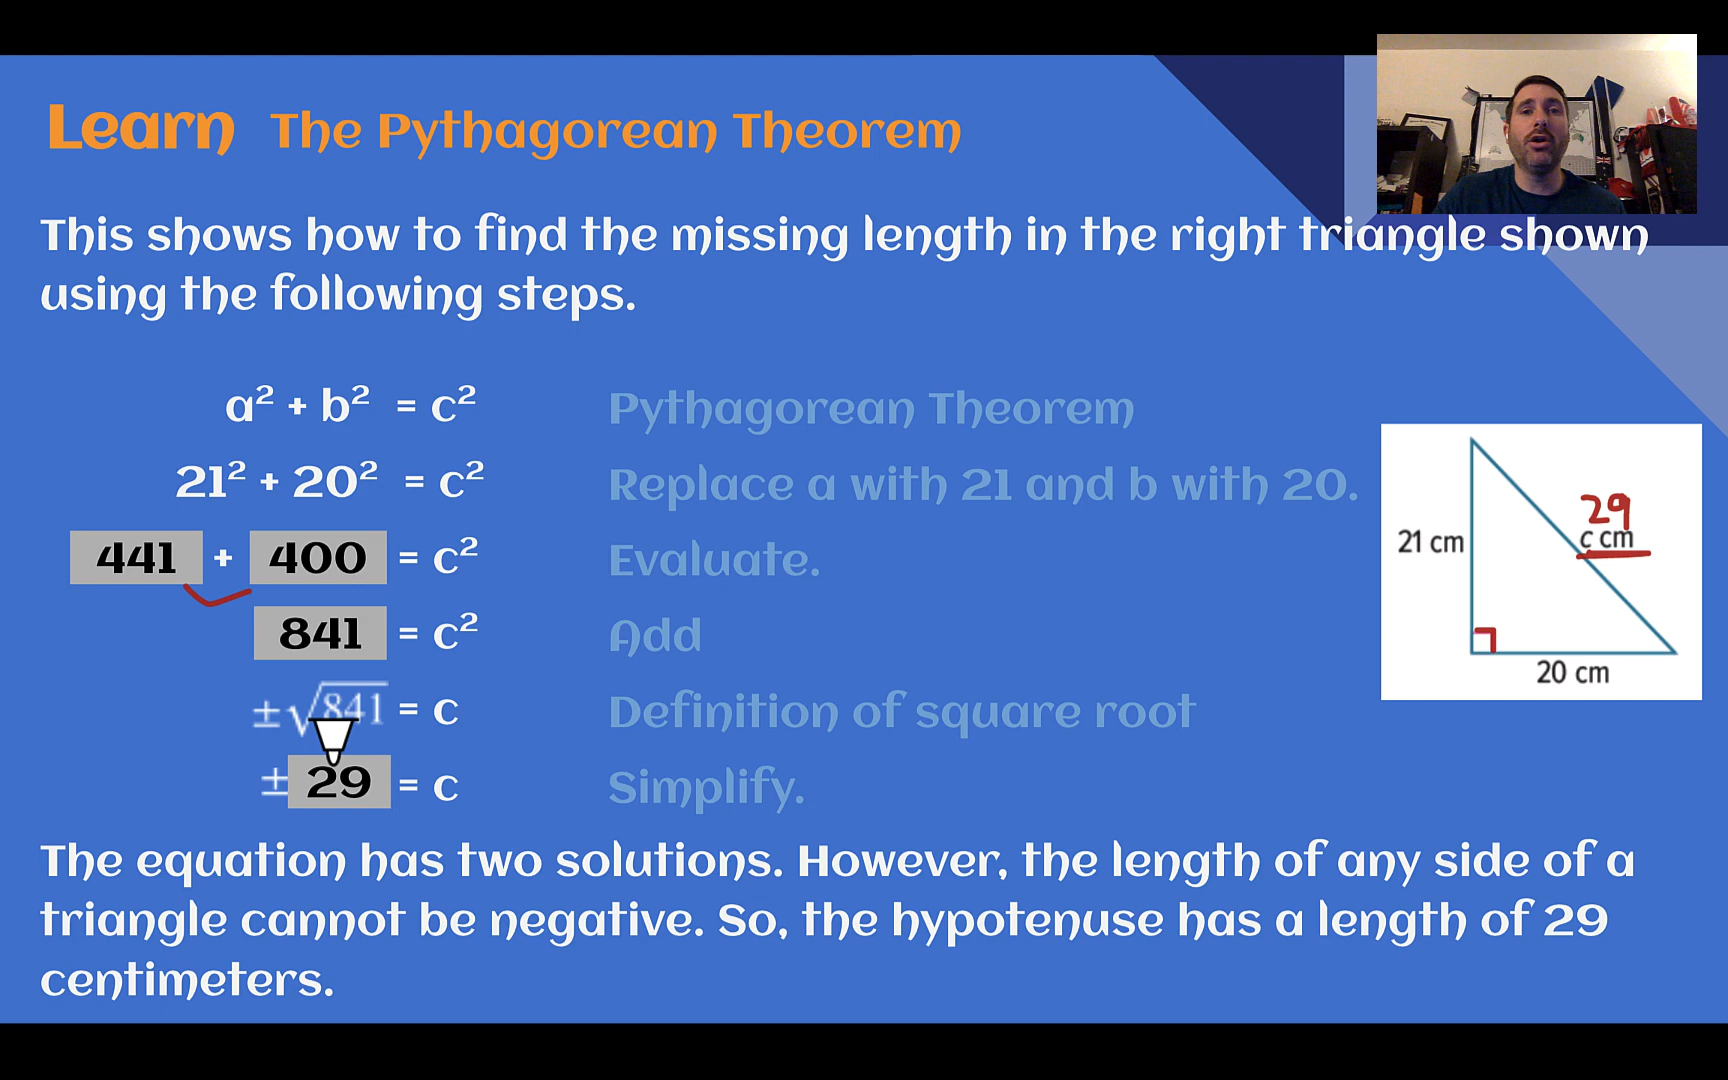 Learn The Pythagorean Theorem
This shows how to find the missing length in the right triangle shown
using the following steps.
a² + b² = c² Pythagorean Theorem
21² + 20² = c² Replace a with 21 and b with 20.
441 + 400 = c² Evaluate.
841 = c² Add
±√841 = c Definition of square root
±29 = c Simplify.
29
21 cm
c cm
20 cm
The equation has two solutions. However, the length of any side of a
triangle cannot be negative. So, the hypotenuse has a length of 29
centimeters.